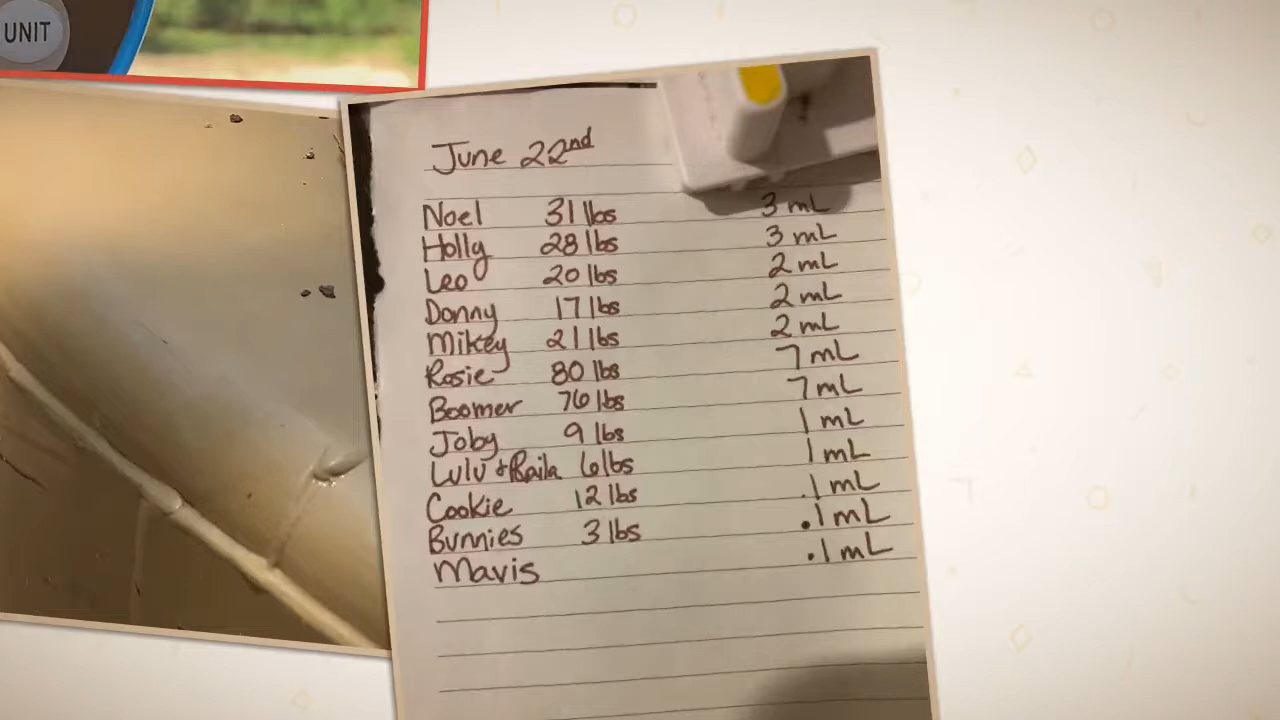 UNIT
June 22nd
Noel 31 lbs 3 mL
Holly 28 lbs 3 mL
Leo 20 lbs 2 mL
Donny 17 lbs 2 mL
Mikey 21 lbs 2 mL
Rosie 80 lbs 7 mL
Boomer 76 lbs 7 mL
Joby 9 lbs 1 mL
Lulu + 6 lbs 1 mL
Cookie 12 lbs .1 mL
Bunnies 3 lbs .1 mL
Mavis .1 mL